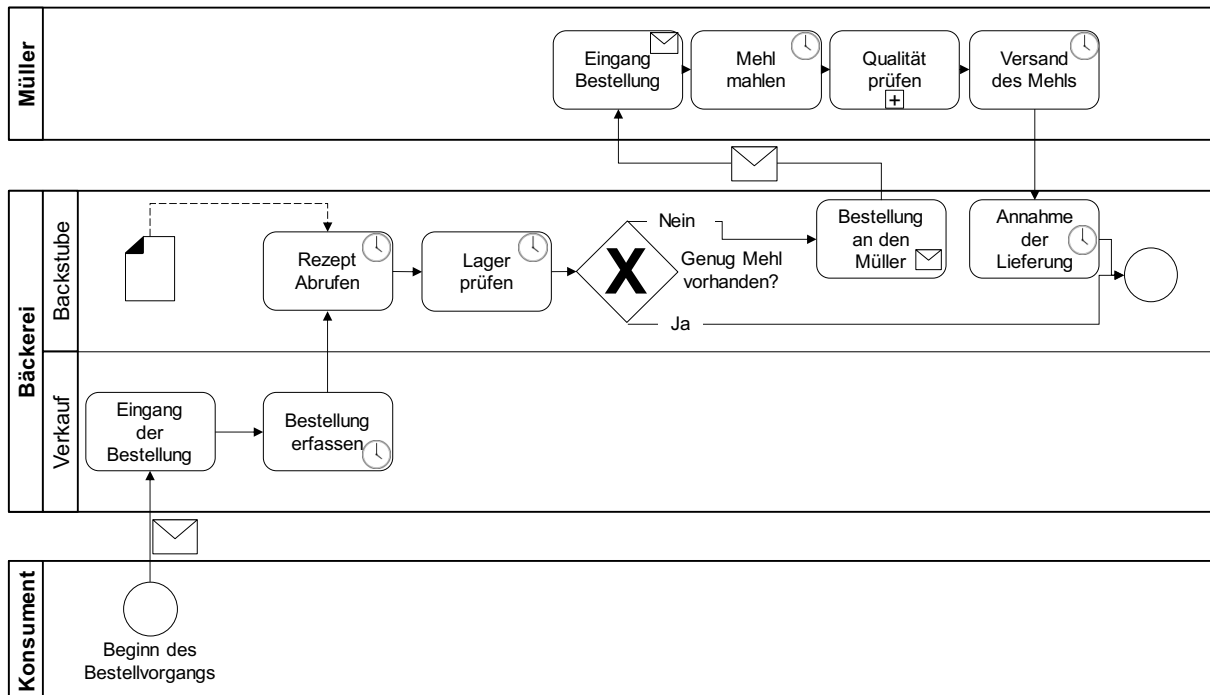 Müller
Eingang
Bestellung
Mehl
mahlen
Qualität
prüfen
Versand
des Mehls
Bäckerei
Backstube
Rezept
Abrufen
Lager
prüfen
X
Nein
Genug Mehl
vorhanden?
Ja
Bestellung
an den
Müller
Annahme
der
Lieferung
Verkauf
Eingang
der
Bestellung
Bestellung
erfassen
Konsument
Beginn des
Bestellvorgangs